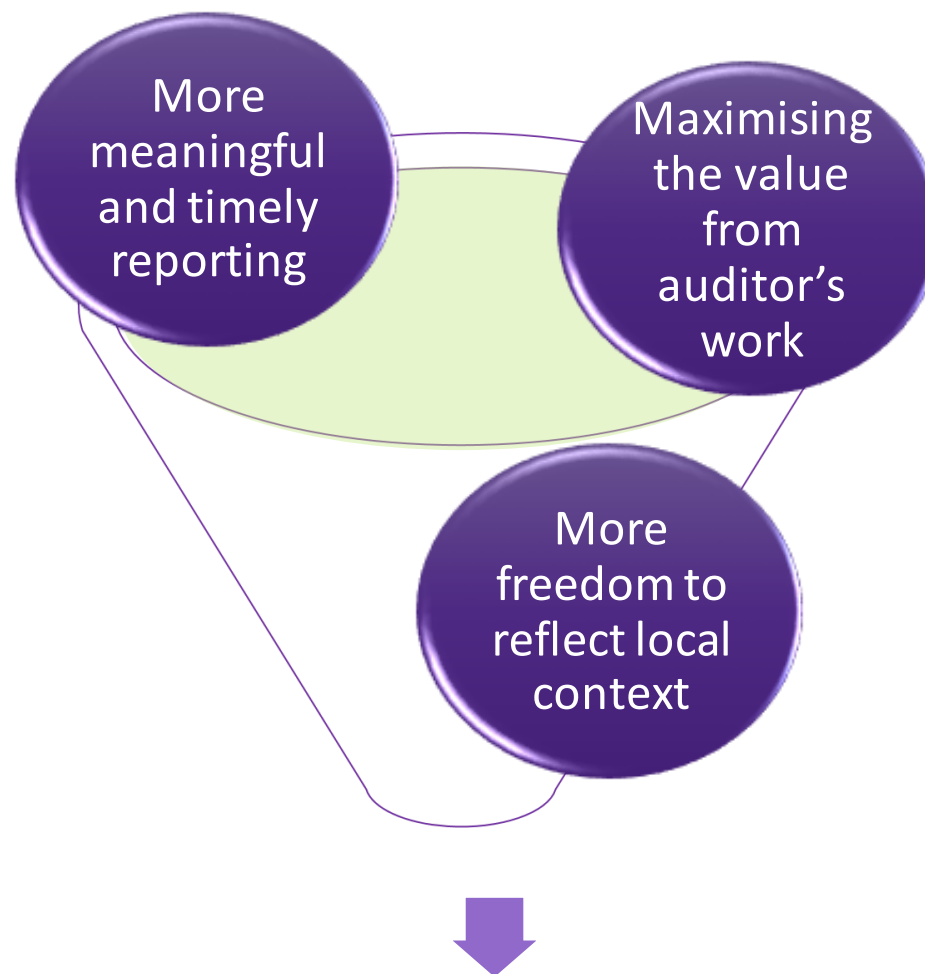 More
meaningful
and timely
reporting
Maximising
the value
from
auditor’s
work
More
freedom to
reflect local
context